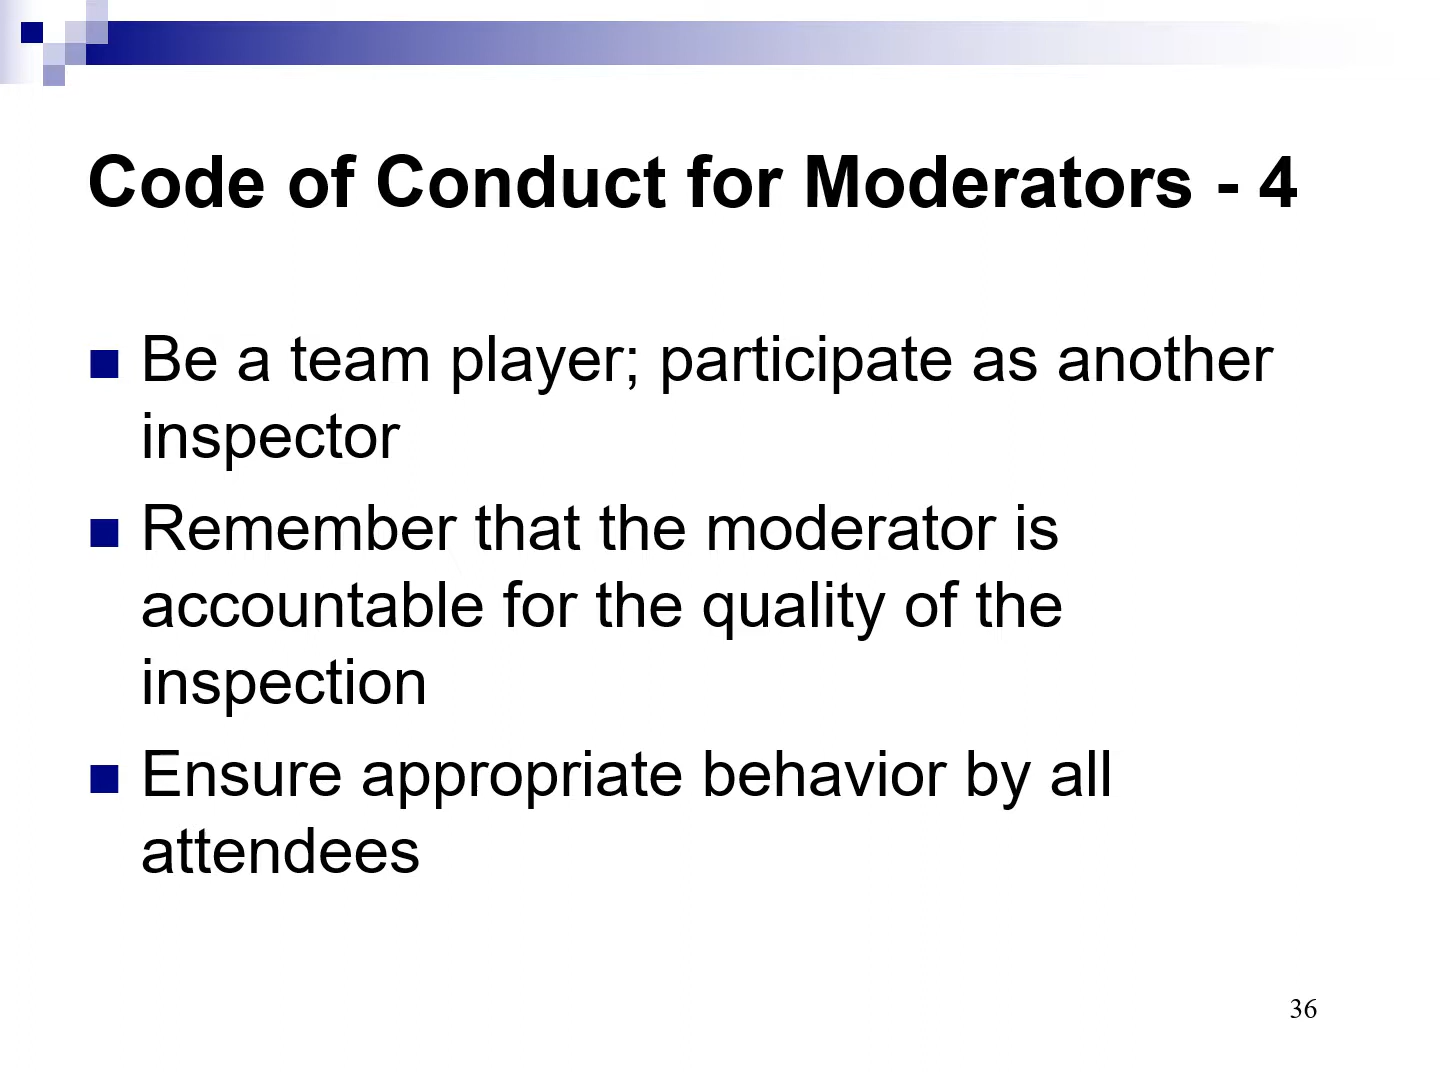 Code of Conduct for Moderators - 4
Be a team player; participate as another
inspector
Remember that the moderator is
accountable for the quality of the
inspection
Ensure appropriate behavior by all
attendees
36